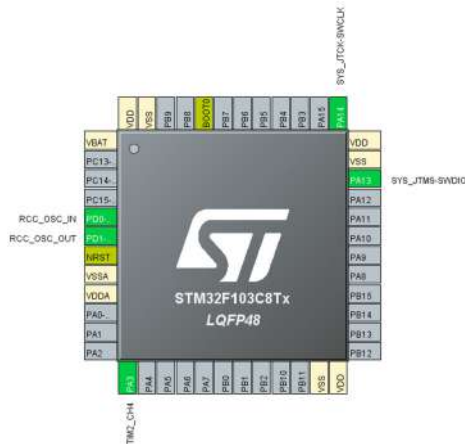 SYS_JTCK-SWCLK
VDD
VSS
PB9
PB8
BOOT0
PB7
PB6
PB5
PB4
PB3
PA15
PA14
VBAT
PC13-..
PC14-..
PC15-..
RCC_OSC_IN PD0-..
RCC_OSC_OUT PD1-..
NRST
VSSA
VDDA
PA0-..
PA1
PA2
VDD
VSS
PA13 SYS_JTMS-SWDIO
PA12
PA11
PA10
PA9
PA8
PB15
PB14
PB13
PB12
ST
STM32F103C8Tx
LQFP48
PA3
PA4
PA5
PA6
PA7
PB0
PB1
PB2
PB10
PB11
VSS
VDD
TIM2_CH4